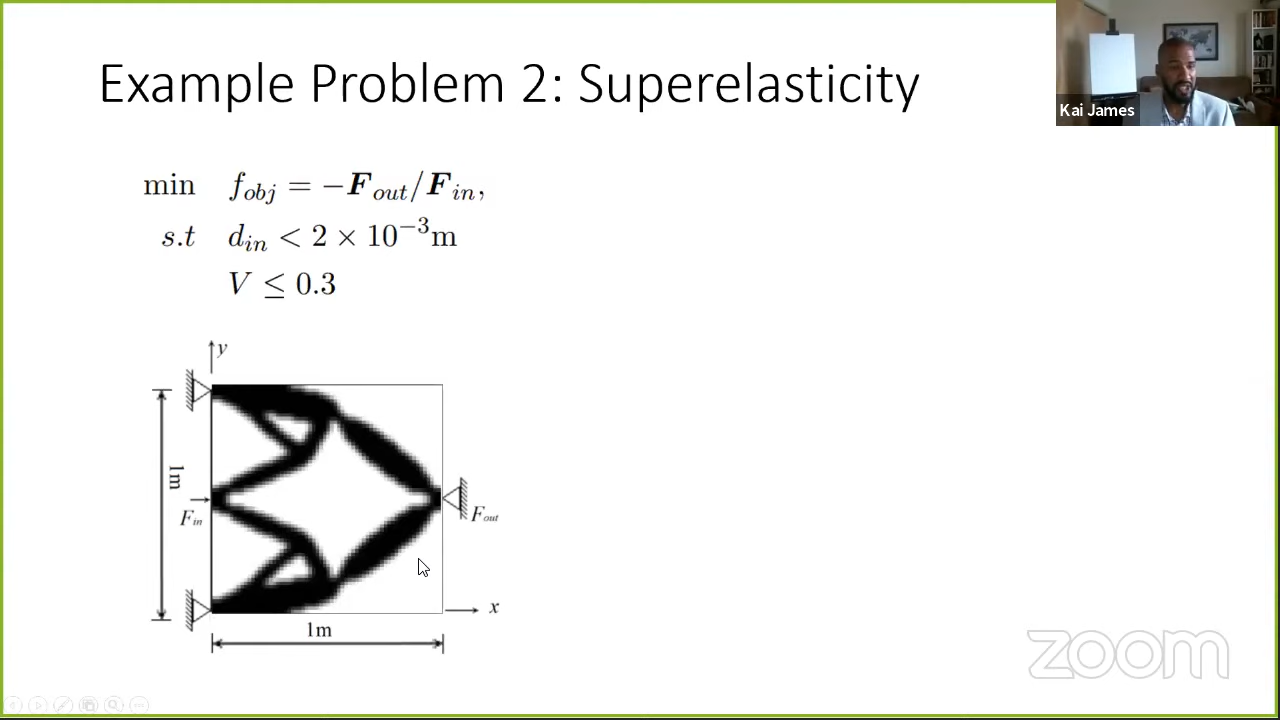 Example Problem 2: Superelasticity
Kai James
min f_obj = −F_out/F_in,
s.t d_in < 2 × 10⁻³m
V ≤ 0.3
y
1m
F_in
F_out
x
1m
zoom